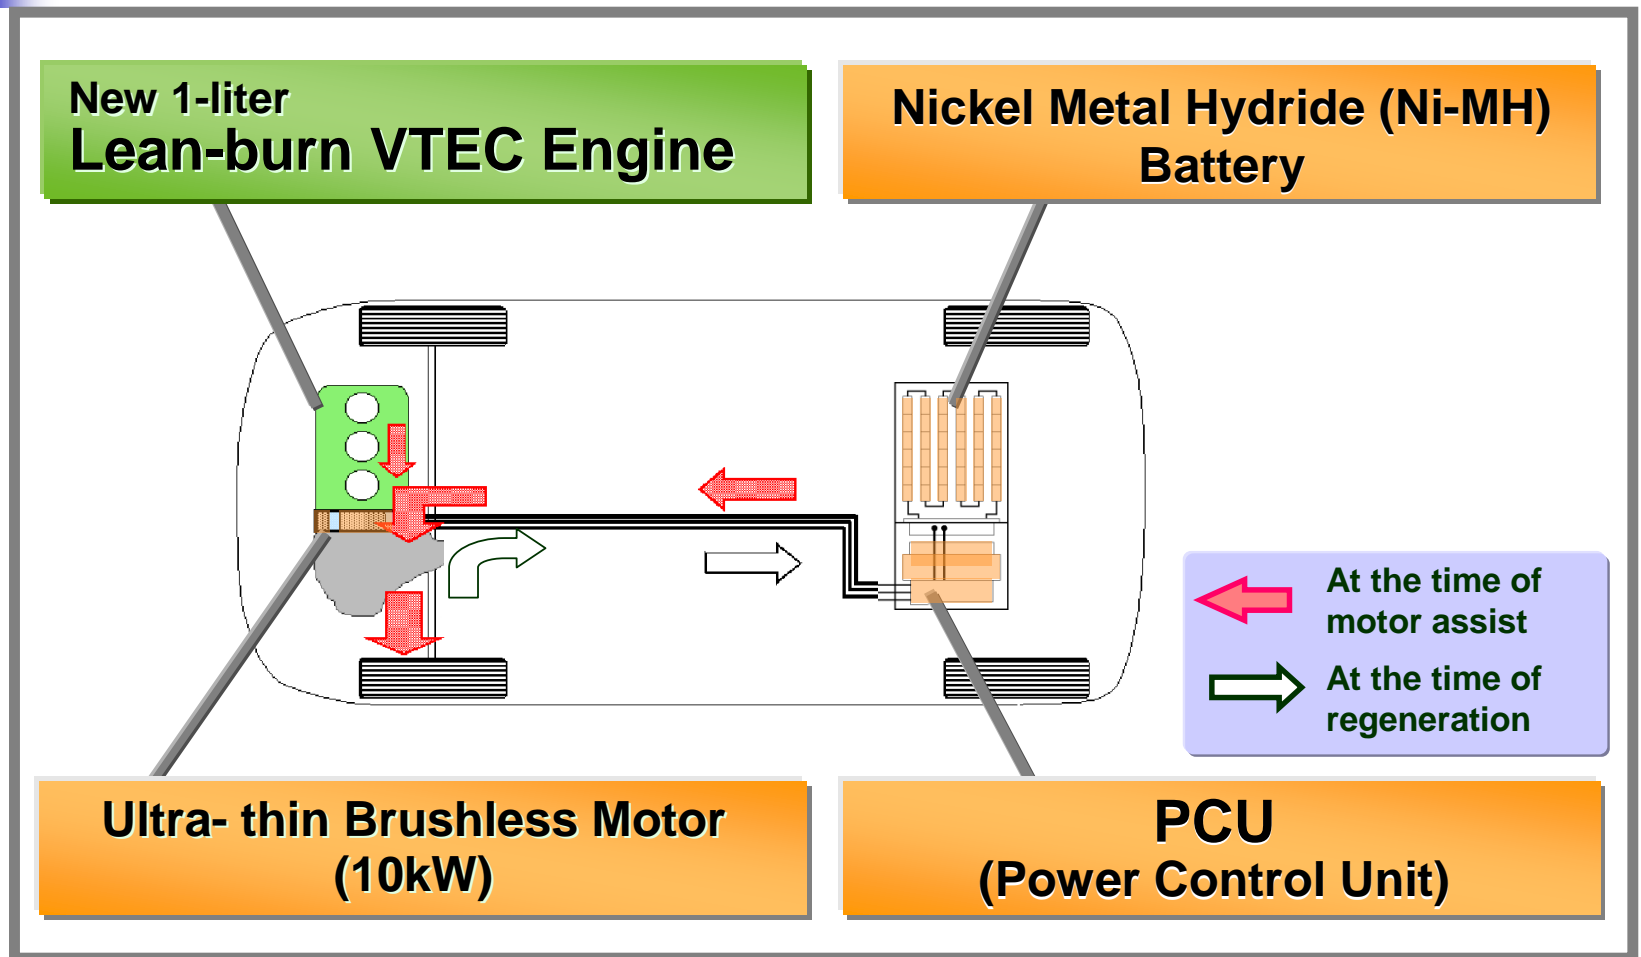 New 1-liter
Lean-burn VTEC Engine
Nickel Metal Hydride (Ni-MH)
Battery
At the time of
motor assist
At the time of
regeneration
Ultra- thin Brushless Motor
(10kW)
PCU
(Power Control Unit)